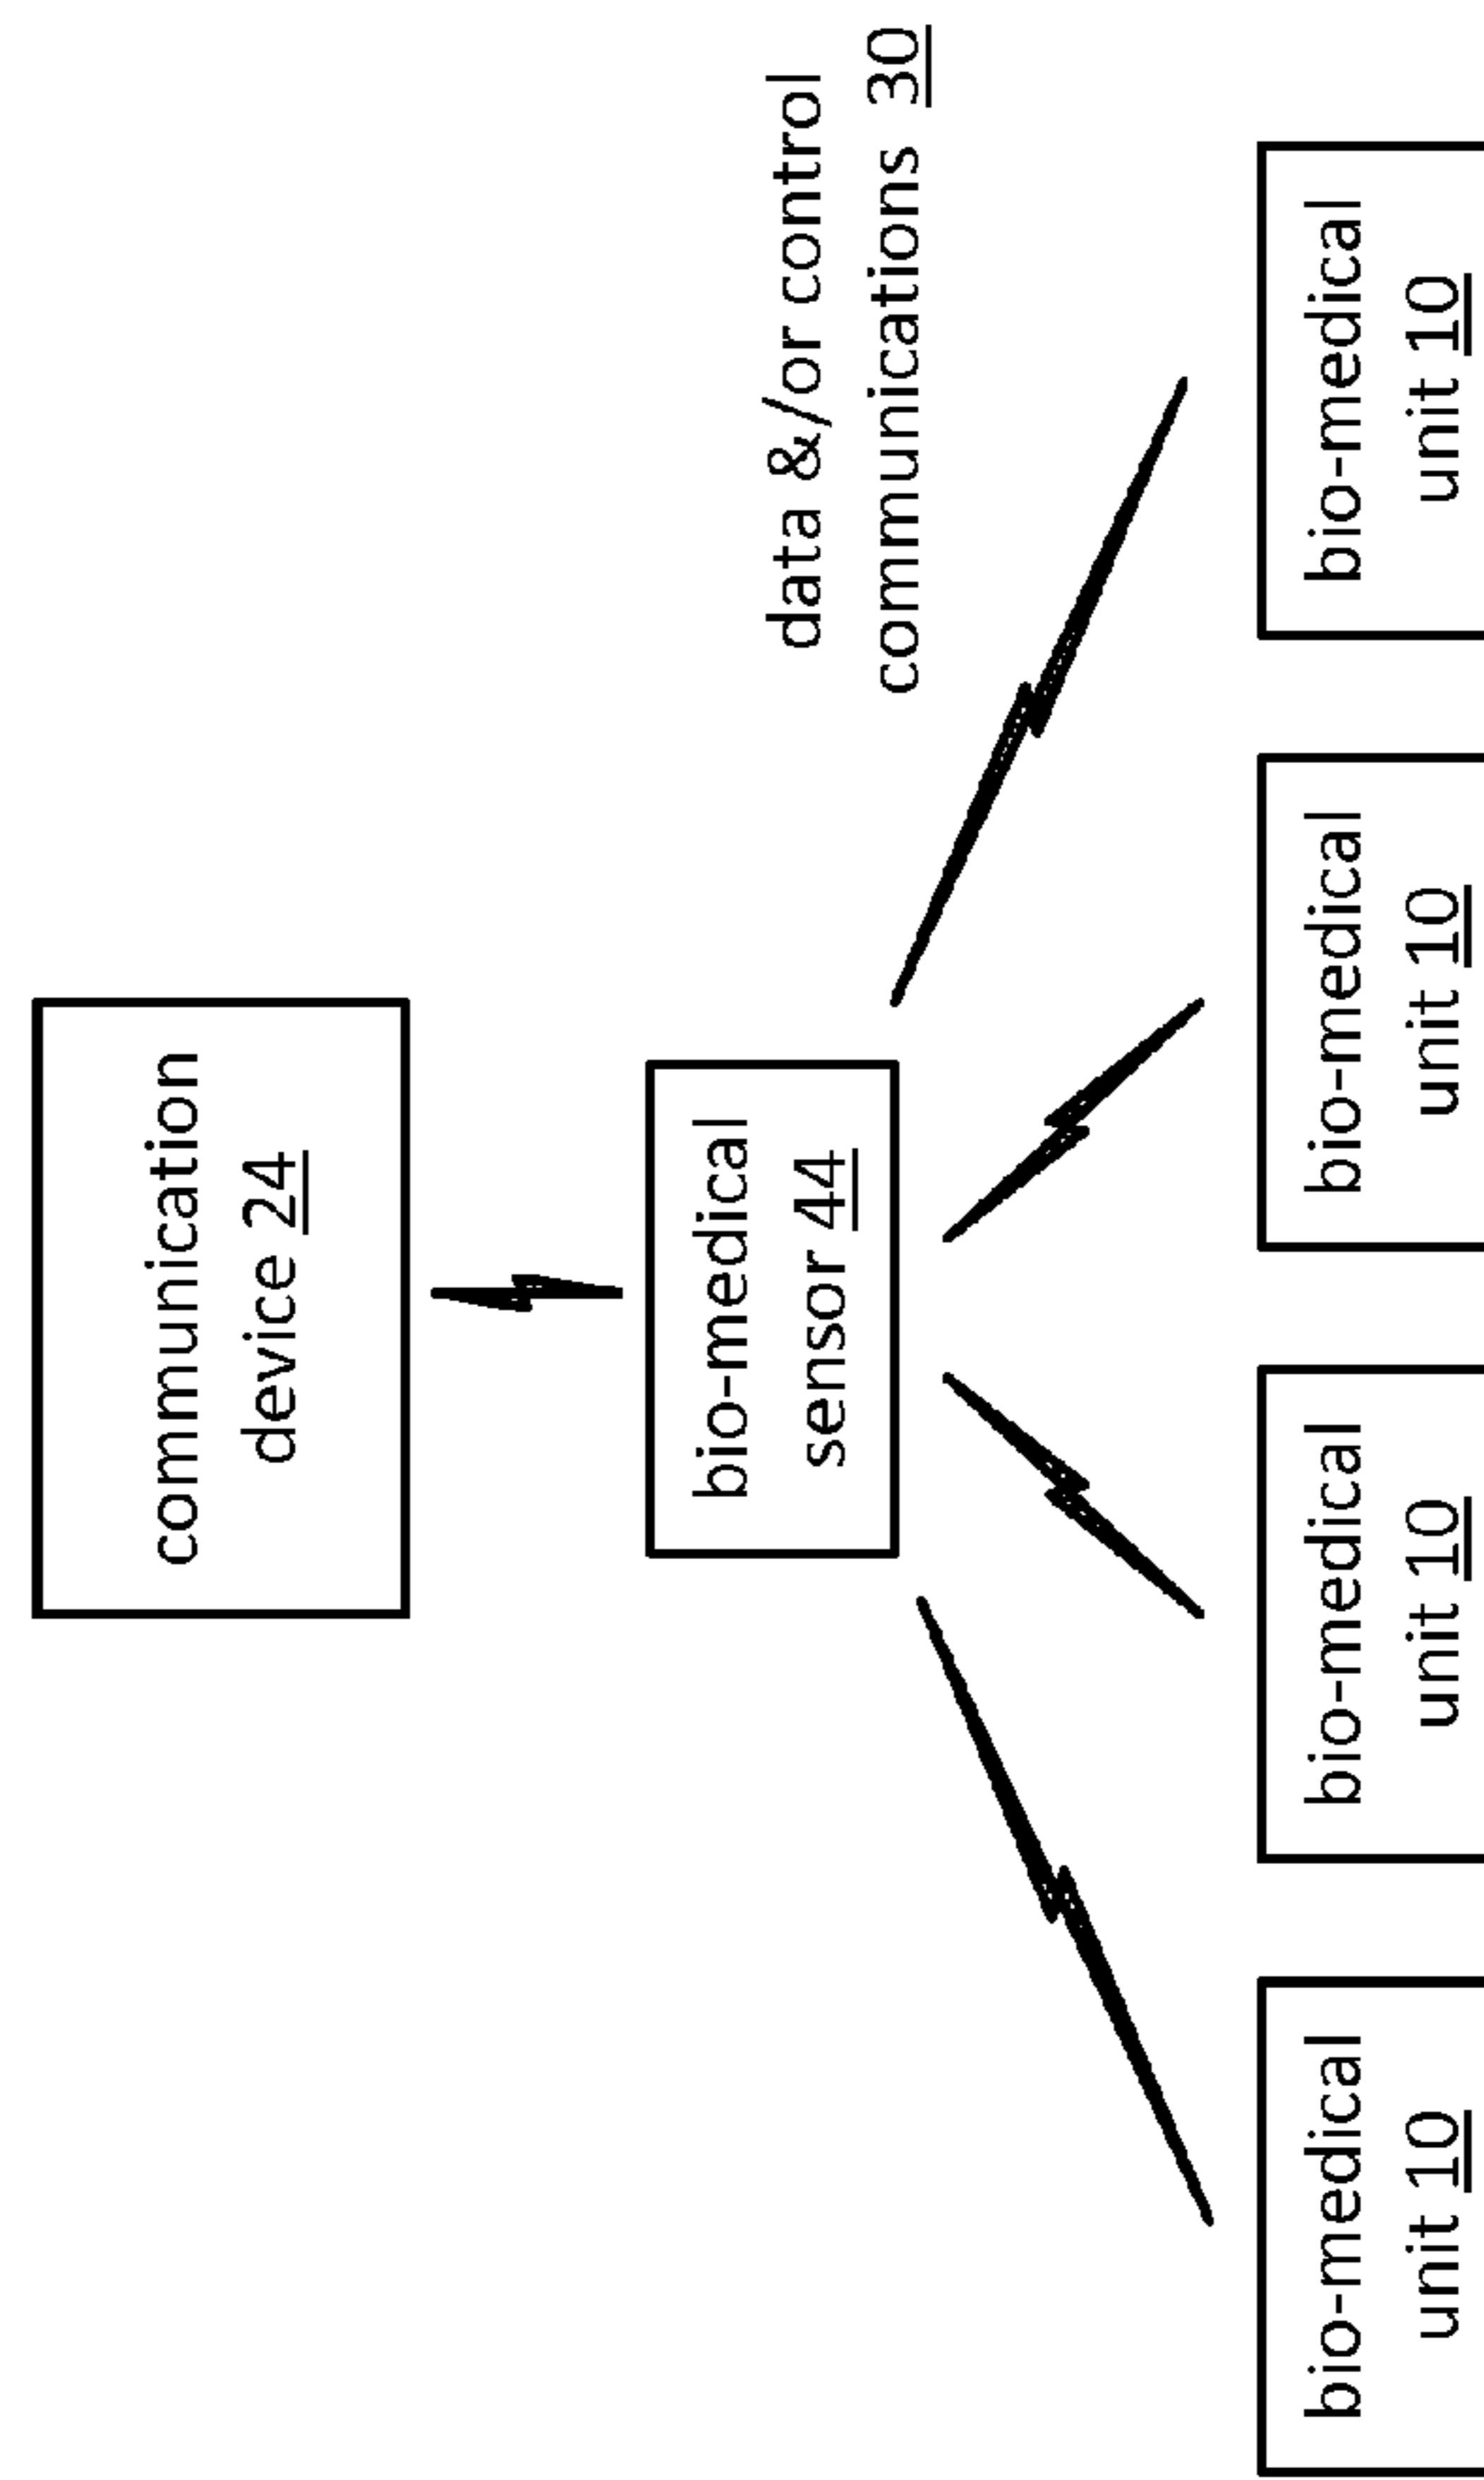 communication
device 24
data &/or control
communications 30
bio-medical
sensor 44
bio-medical
unit 10
bio-medical
unit 10
bio-medical
unit 10
bio-medical
unit 10